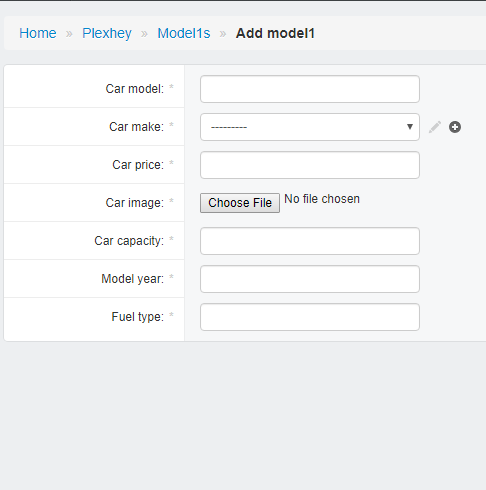 Home » Plexhey » Model1s » Add model1
Car model: *
Car make: * ---------
Car price: *
Car image: * Choose File No file chosen
Car capacity: *
Model year: *
Fuel type: *